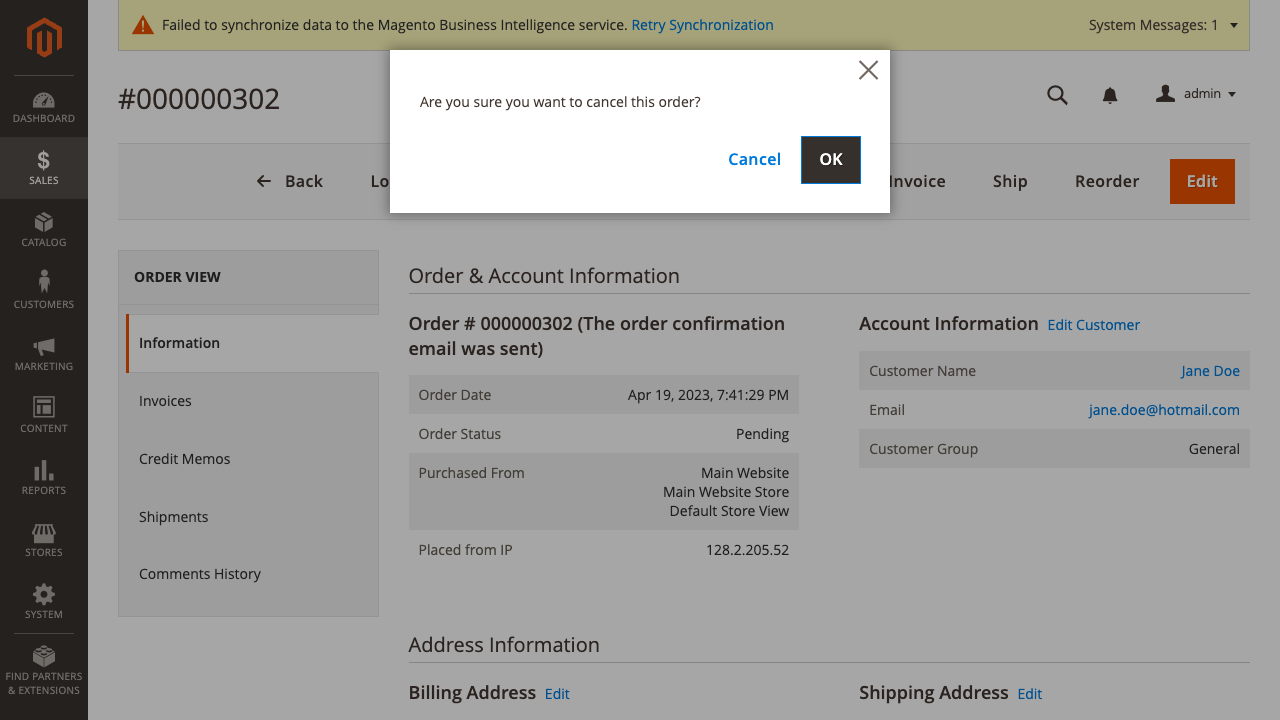 Failed to synchronize data to the Magento Business Intelligence service. Retry Synchronization
System Messages: 1
Are you sure you want to cancel this order?
Cancel
OK
#000000302
admin
Back
Lo
Invoice
Ship
Reorder
Edit
DASHBOARD
SALES
CATALOG
CUSTOMERS
MARKETING
CONTENT
REPORTS
STORES
SYSTEM
FIND PARTNERS
& EXTENSIONS
ORDER VIEW
Information
Invoices
Credit Memos
Shipments
Comments History
Order & Account Information
Order # 000000302 (The order confirmation
email was sent)
Order Date Apr 19, 2023, 7:41:29 PM
Order Status Pending
Purchased From Main Website
Main Website Store
Default Store View
Placed from IP 128.2.205.52
Account Information Edit Customer
Customer Name Jane Doe
Email jane.doe@hotmail.com
Customer Group General
Address Information
Billing Address Edit
Shipping Address Edit